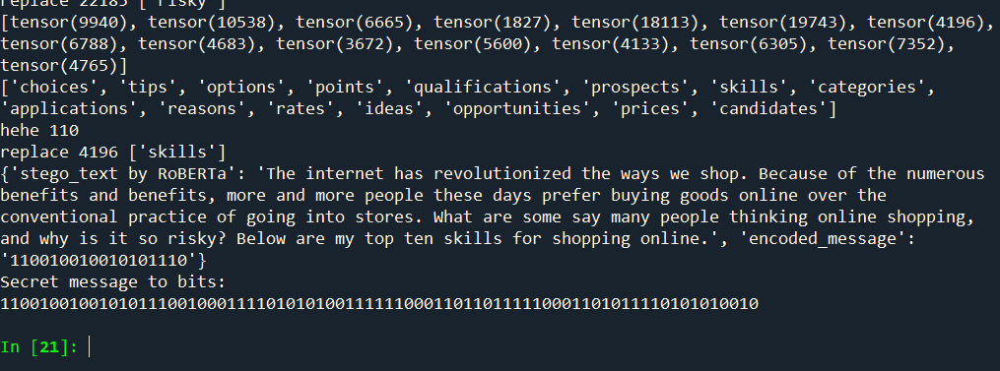 replace 22185 ['risky']
[tensor(9940), tensor(10538), tensor(6665), tensor(1827), tensor(18113), tensor(19743), tensor(4196),
tensor(6788), tensor(4683), tensor(3672), tensor(5600), tensor(4133), tensor(6305), tensor(7352),
tensor(4765)]
['choices', 'tips', 'options', 'points', 'qualifications', 'prospects', 'skills', 'categories',
'applications', 'reasons', 'rates', 'ideas', 'opportunities', 'prices', 'candidates']
hehe 110
replace 4196 ['skills']
{'stego_text by RoBERTa': 'The internet has revolutionized the ways we shop. Because of the numerous
benefits and benefits, more and more people these days prefer buying goods online over the
conventional practice of going into stores. What are some say many people thinking online shopping,
and why is it so risky? Below are my top ten skills for shopping online.', 'encoded_message':
'110010010010101110'}
Secret message to bits:
11001001001010111001000111101010100111111000110110111110001101011110101010010
In [21]: